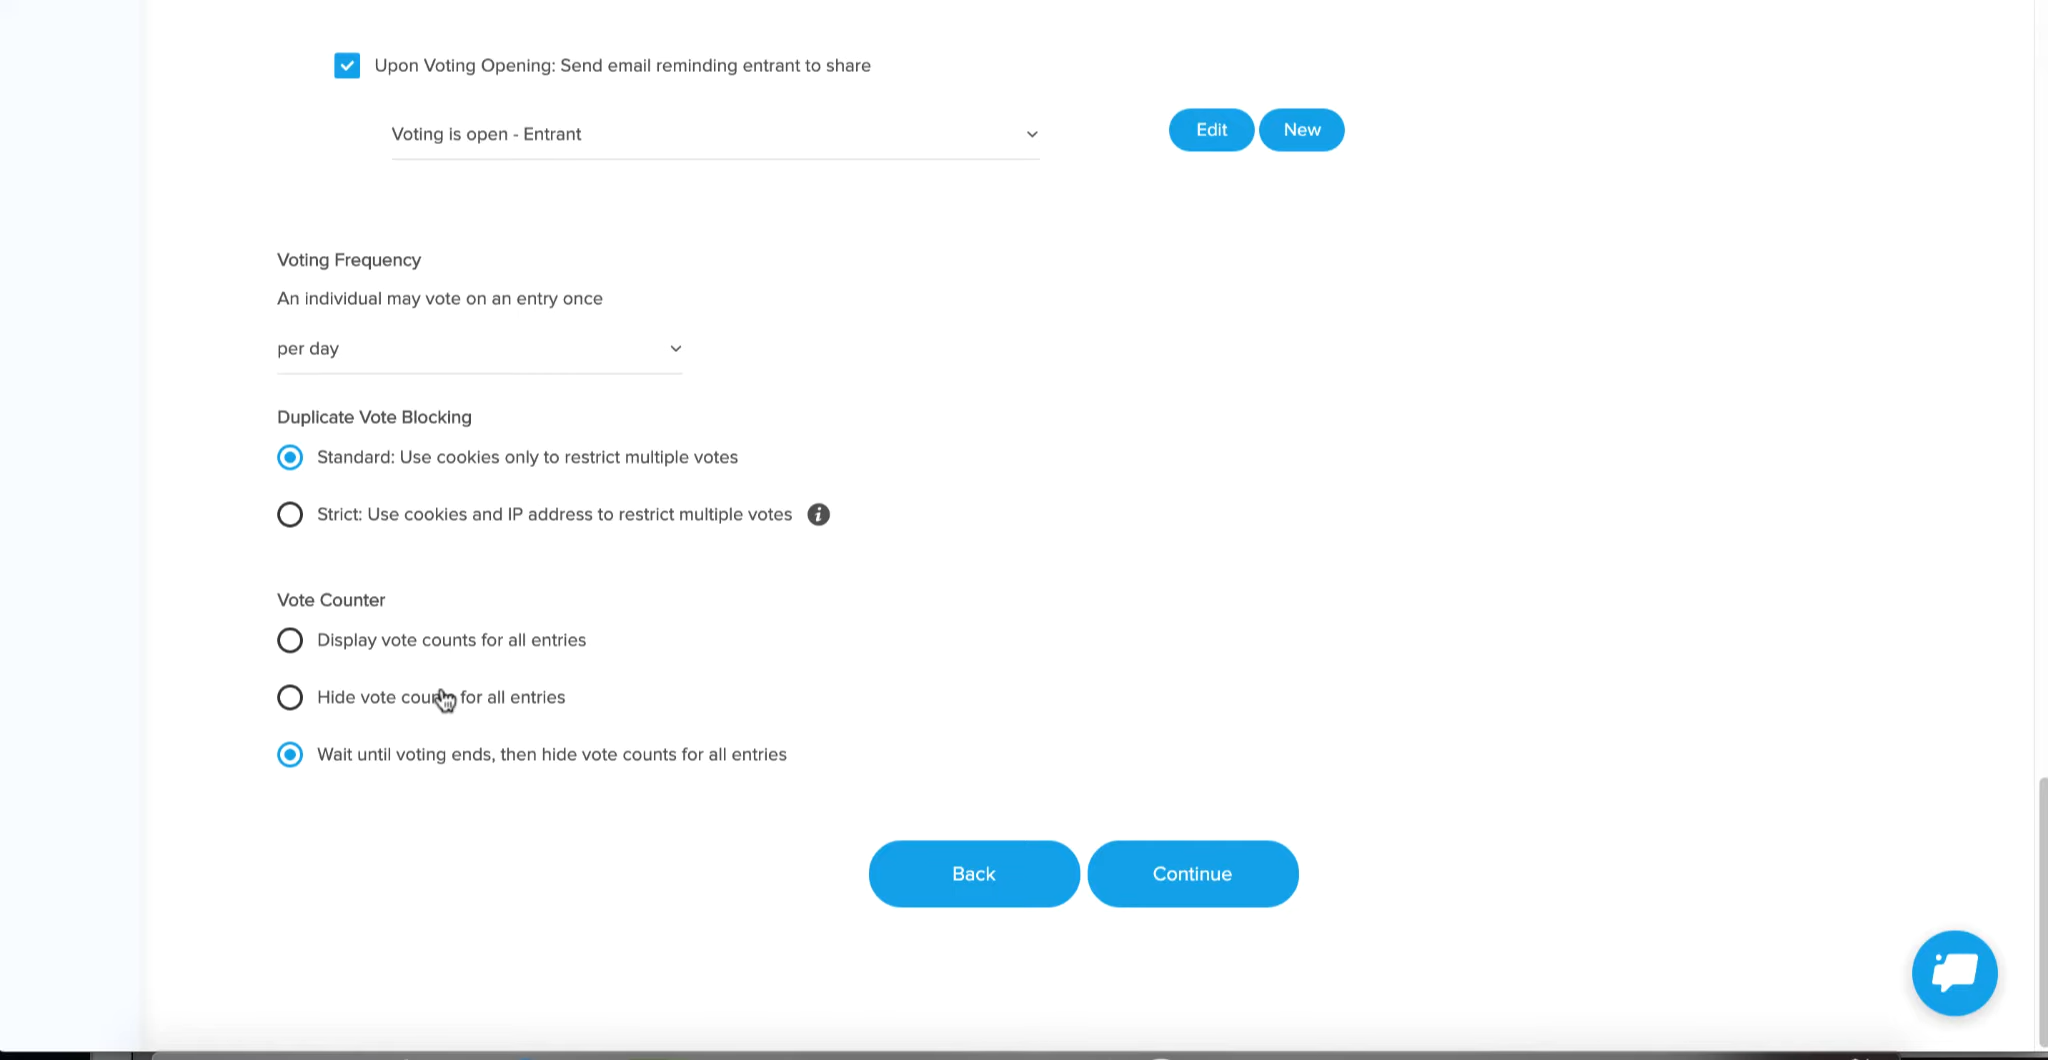 Upon Voting Opening: Send email reminding entrant to share
Voting is open - Entrant
Edit
New
Voting Frequency
An individual may vote on an entry once
per day
Duplicate Vote Blocking
Standard: Use cookies only to restrict multiple votes
Strict: Use cookies and IP address to restrict multiple votes
Vote Counter
Display vote counts for all entries
Hide vote counts for all entries
Wait until voting ends, then hide vote counts for all entries
Back
Continue